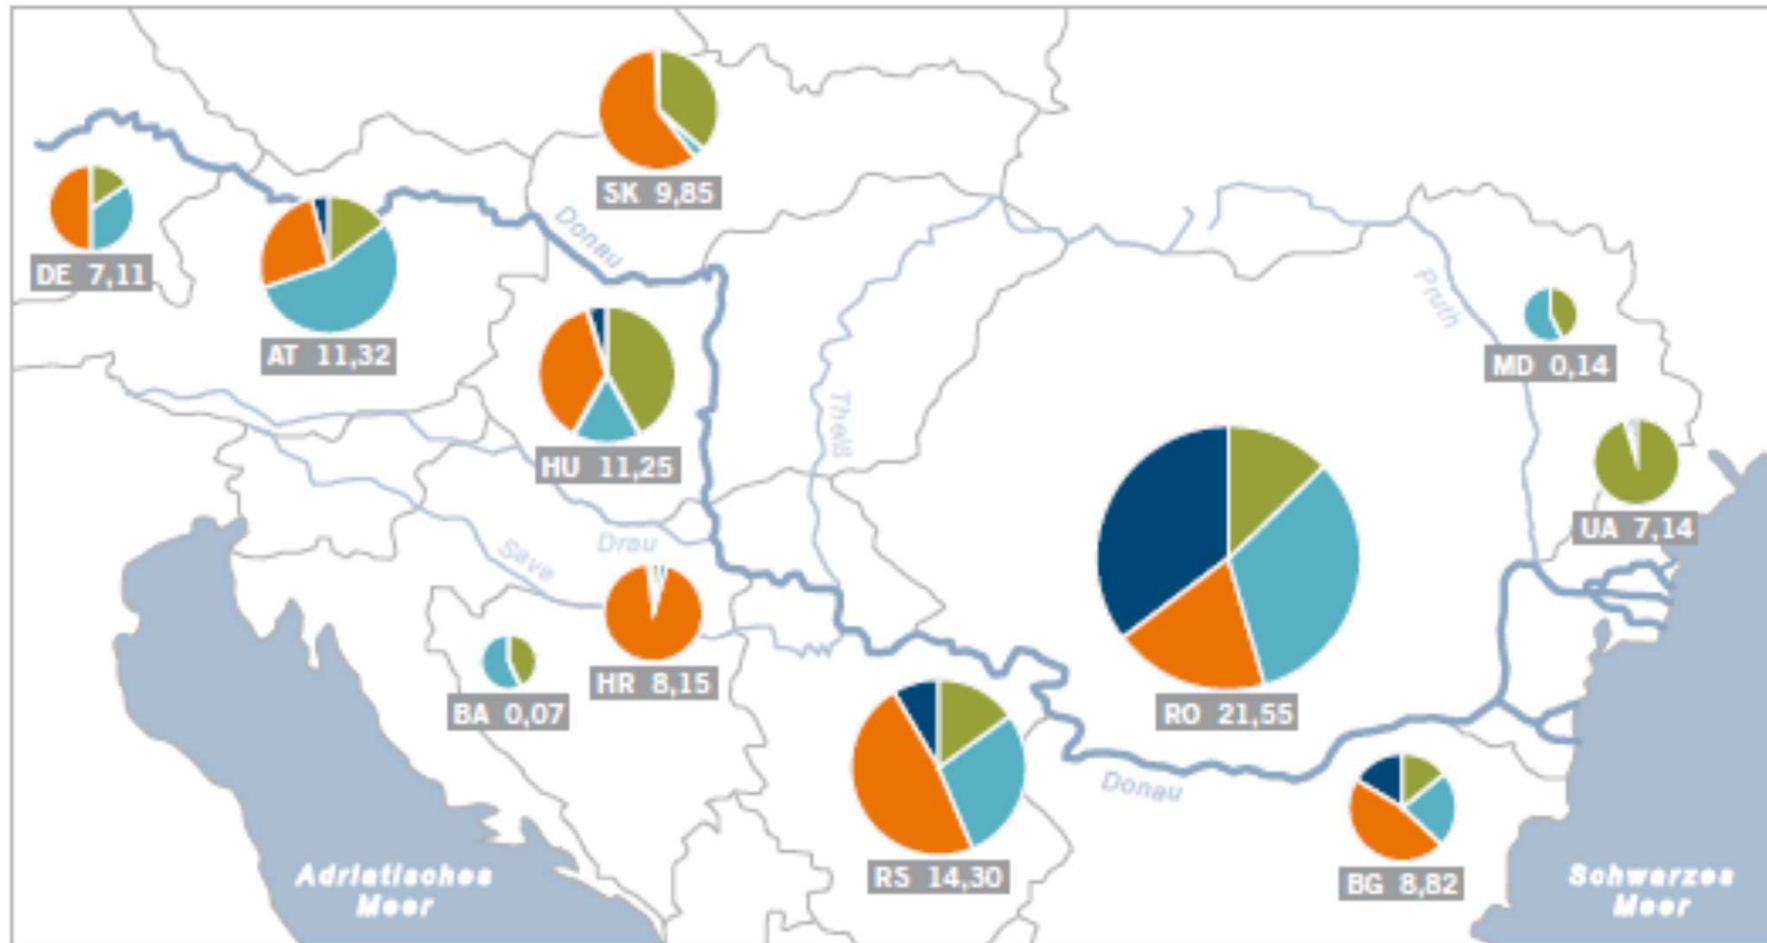 SK 9,85
DE 7,11
Donau
AT 11,32
Pruth
MD 0,14
Theiß
HU 11,25
UA 7,14
Save
Drau
HR 8,15
BA 0,07
RO 21,55
Donau
RS 14,30
BG 8,82
Adriatisches
Meer
Schwarzes
Meer